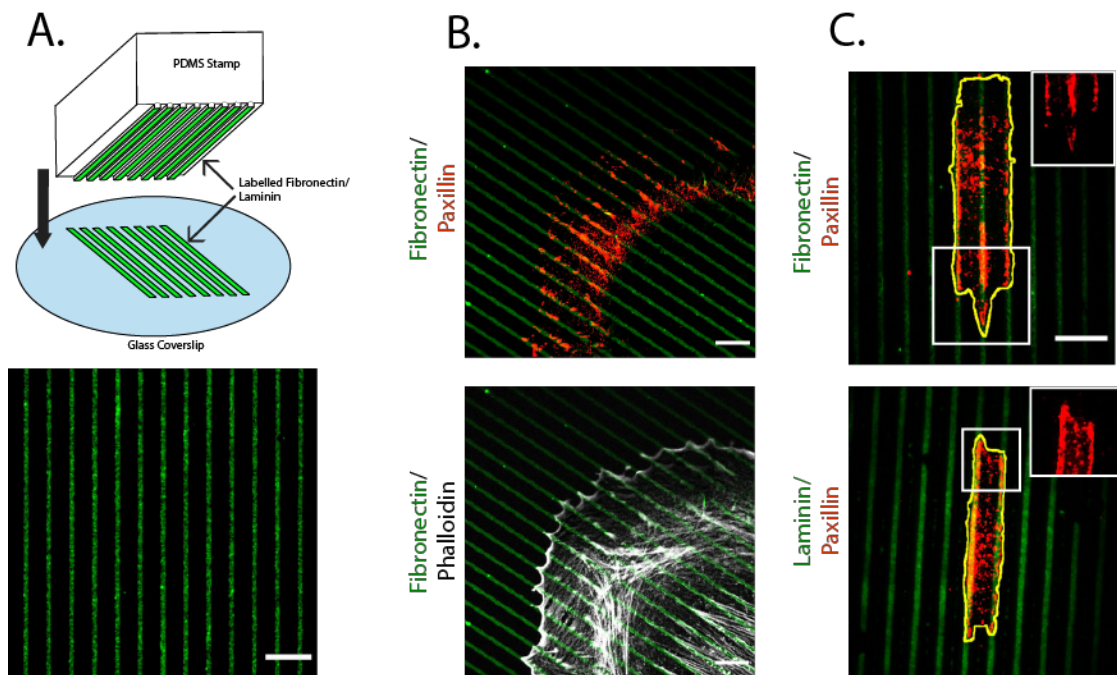 A.
PDMS Stamp
Labelled Fibronectin/
Laminin
Glass Coverslip
B.
Fibronectin/
Paxillin
Fibronectin/
Phalloidin
C.
Fibronectin/
Paxillin
Laminin/
Paxillin